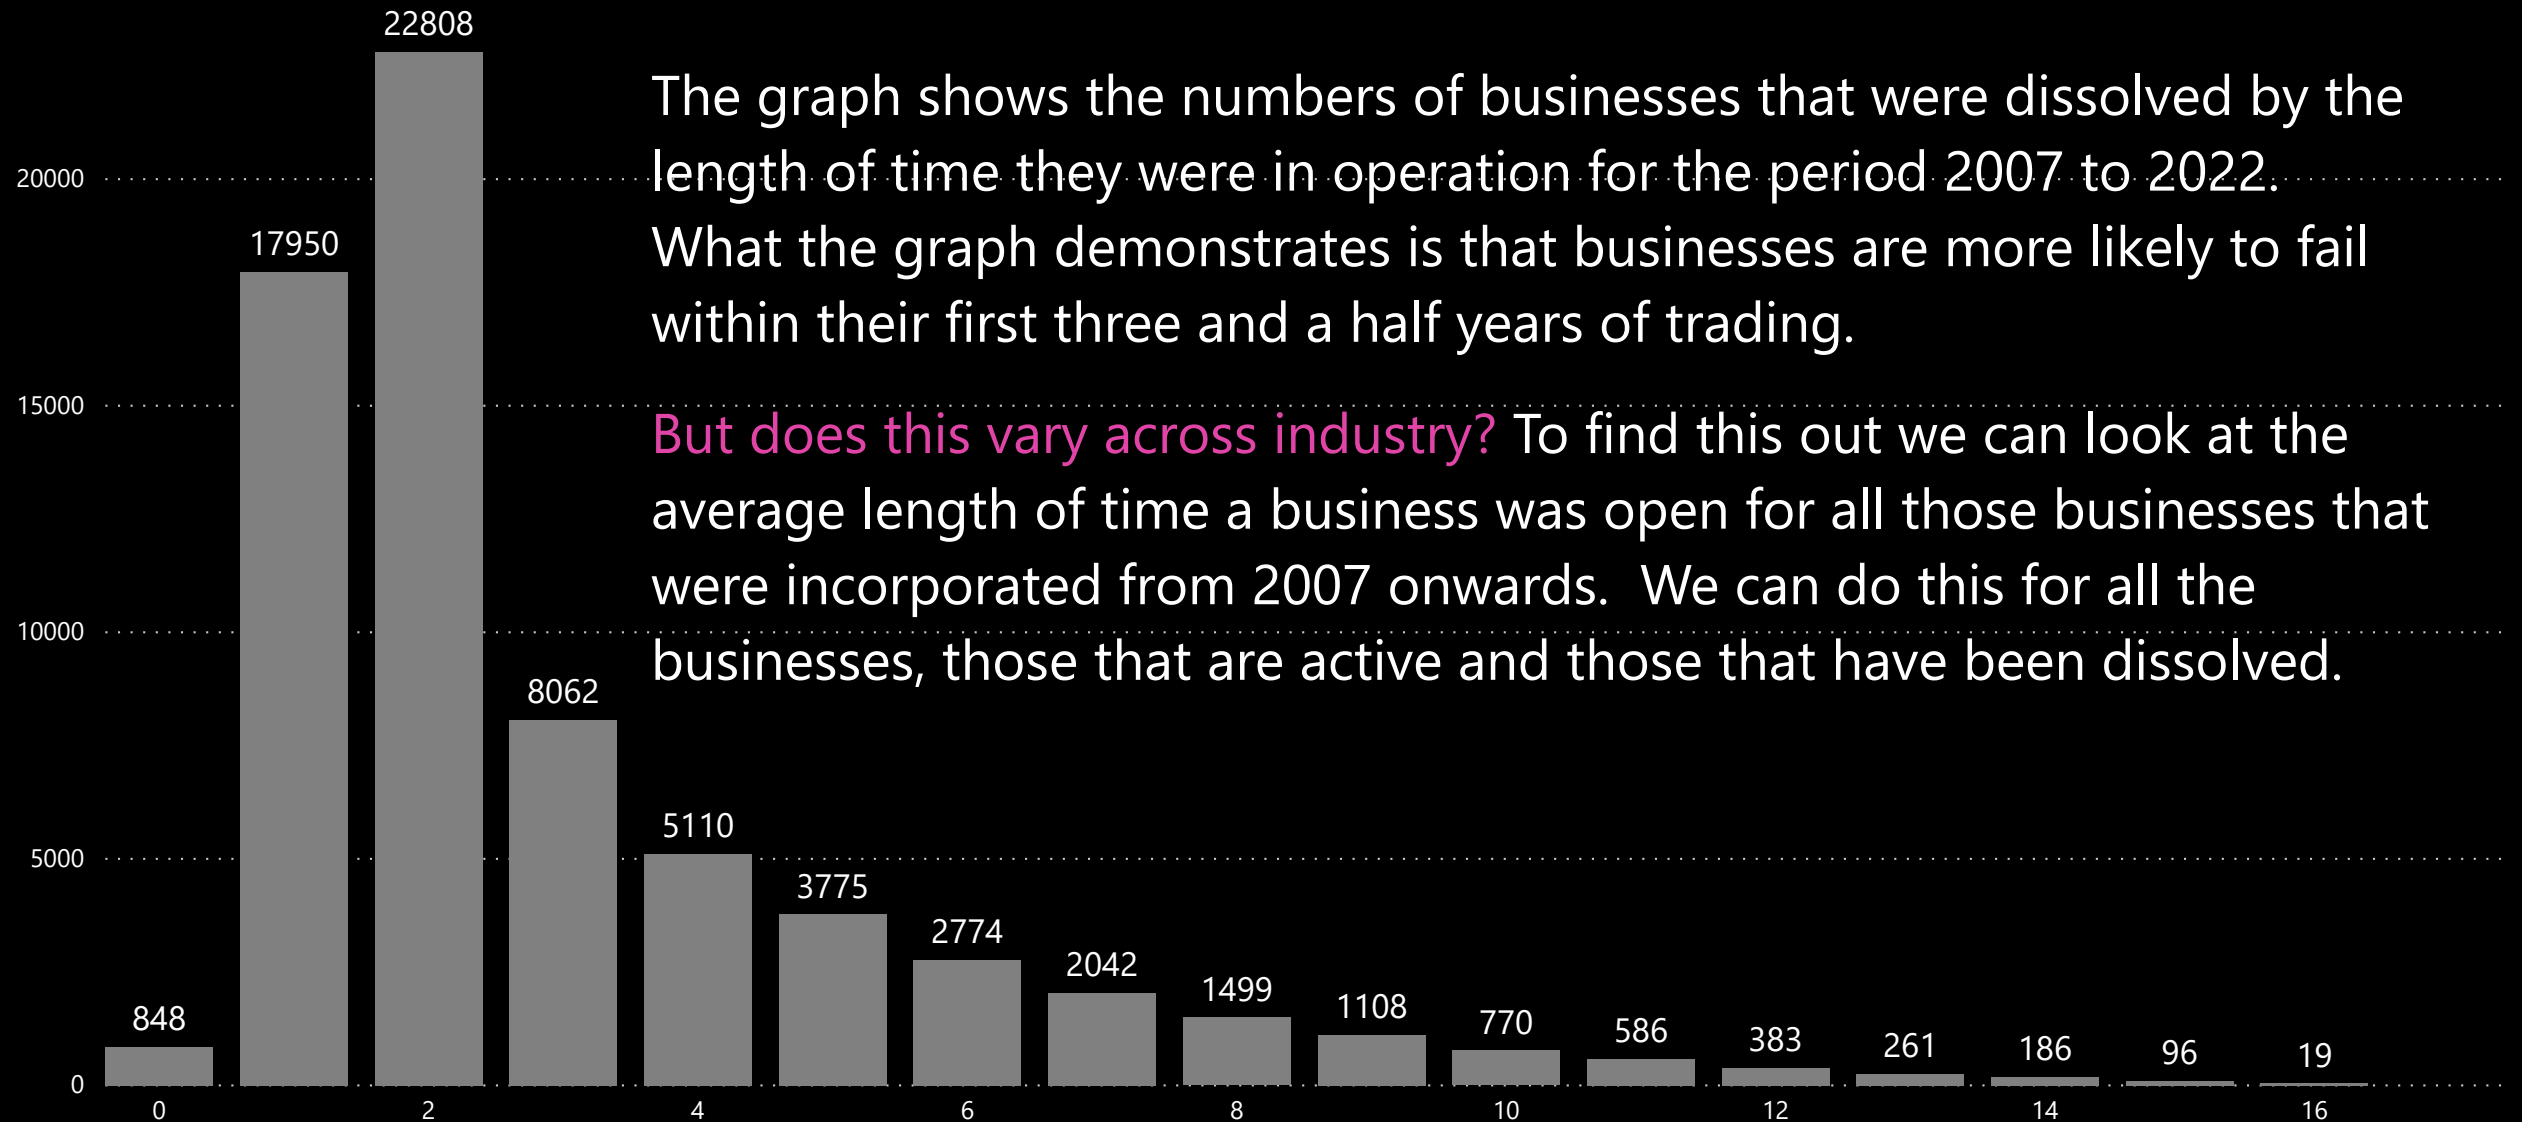 22808
The graph shows the numbers of businesses that were dissolved by the
length of time they were in operation for the period 2007 to 2022.
What the graph demonstrates is that businesses are more likely to fail
within their first three and a half years of trading.
But does this vary across industry? To find this out we can look at the
average length of time a business was open for all those businesses that
were incorporated from 2007 onwards.  We can do this for all the
businesses, those that are active and those that have been dissolved.
20000
17950
15000
10000
8062
5110
5000
3775
2774
2042
1499
1108
770
586
383
261
186
96
19
848
0
0 2 4 6 8 10 12 14 16